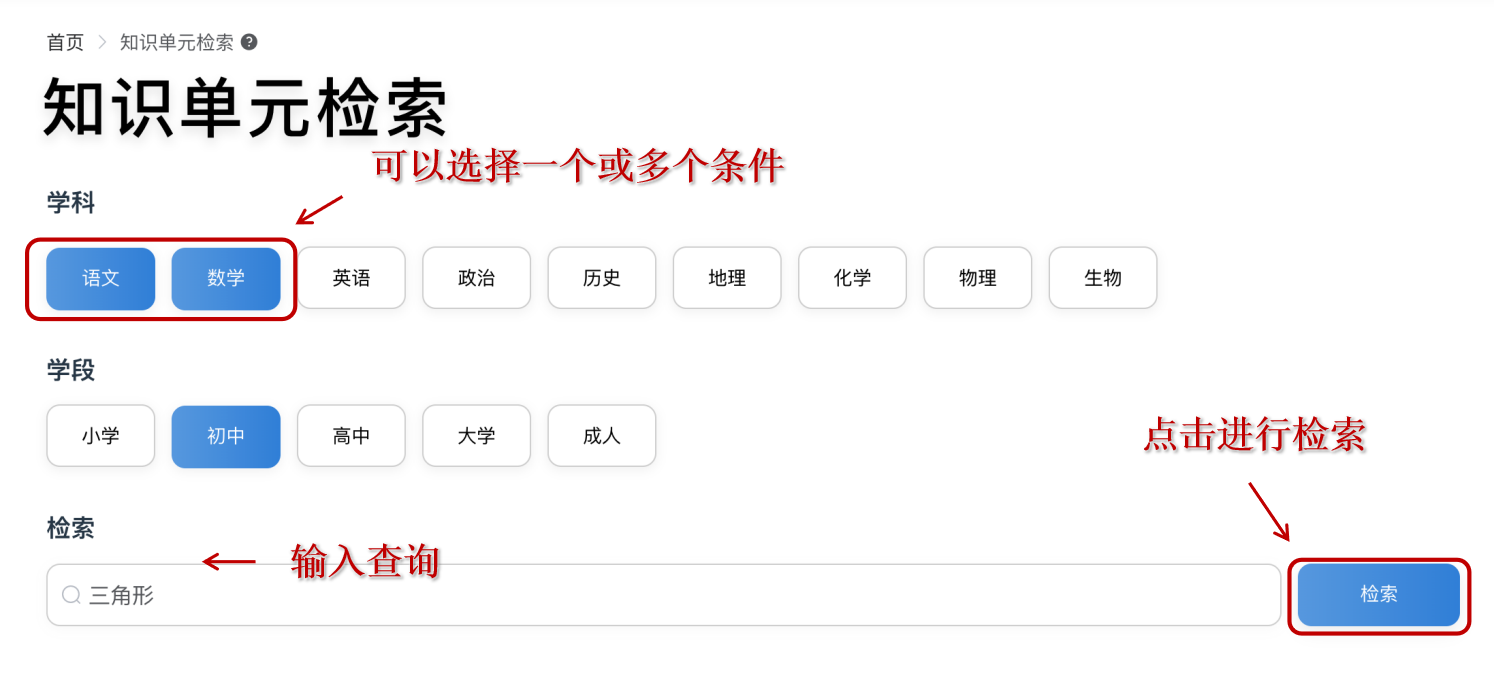 首页 > 知识单元检索 ?
知识单元检索
可以选择一个或多个条件
学科
语文 数学 英语 政治 历史 地理 化学 物理 生物
学段
小学 初中 高中 大学 成人
点击进行检索
检索
输入查询
三角形 检索